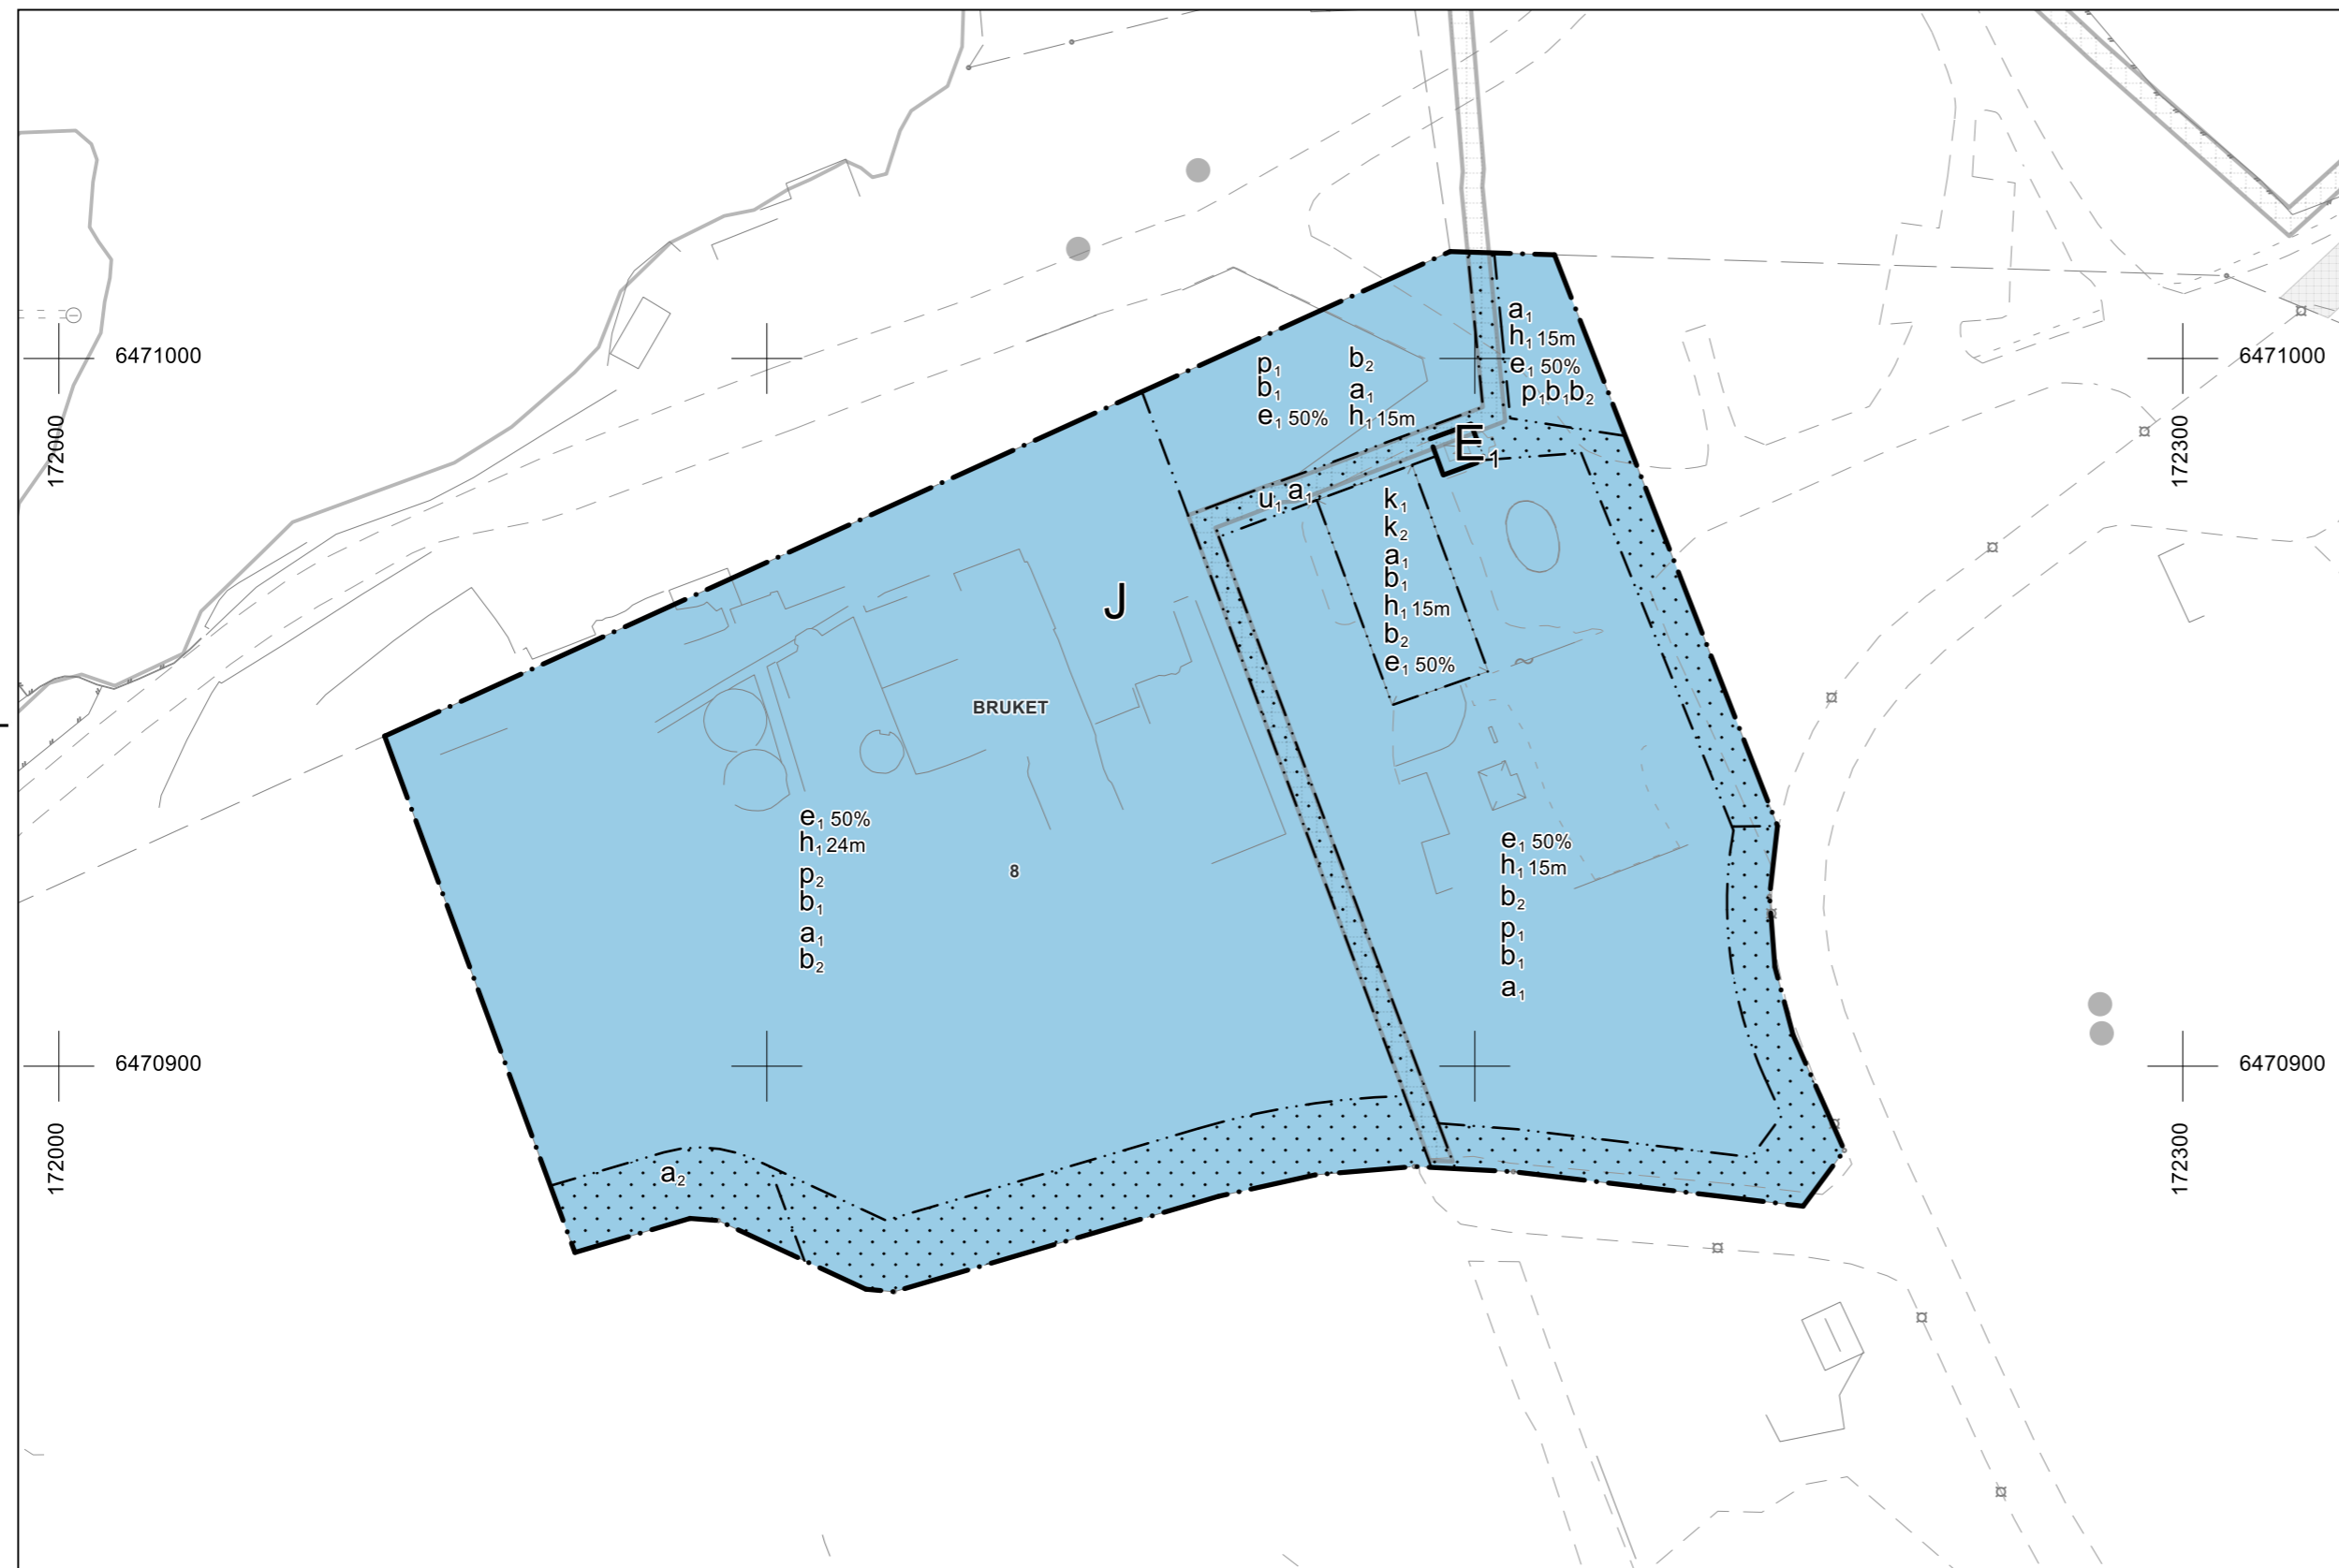 a₁
h₁ 15m
e₁ 50%
p₁b₁b₂
6471000
6471000
p₁ b₂
b₁ a₁
e₁ 50% h₁ 15m
172000
172300
E₁
u₁ a₁
k₁
k₂
a₁
b₁
h₁ 15m
b₂
e₁ 50%
J
BRUKET
e₁ 50%
h₁ 24m
p₂
b₁
a₁
b₂
8
e₁ 50%
h₁ 15m
b₂
p₁
b₁
a₁
6470900
6470900
172000
172300
a₂